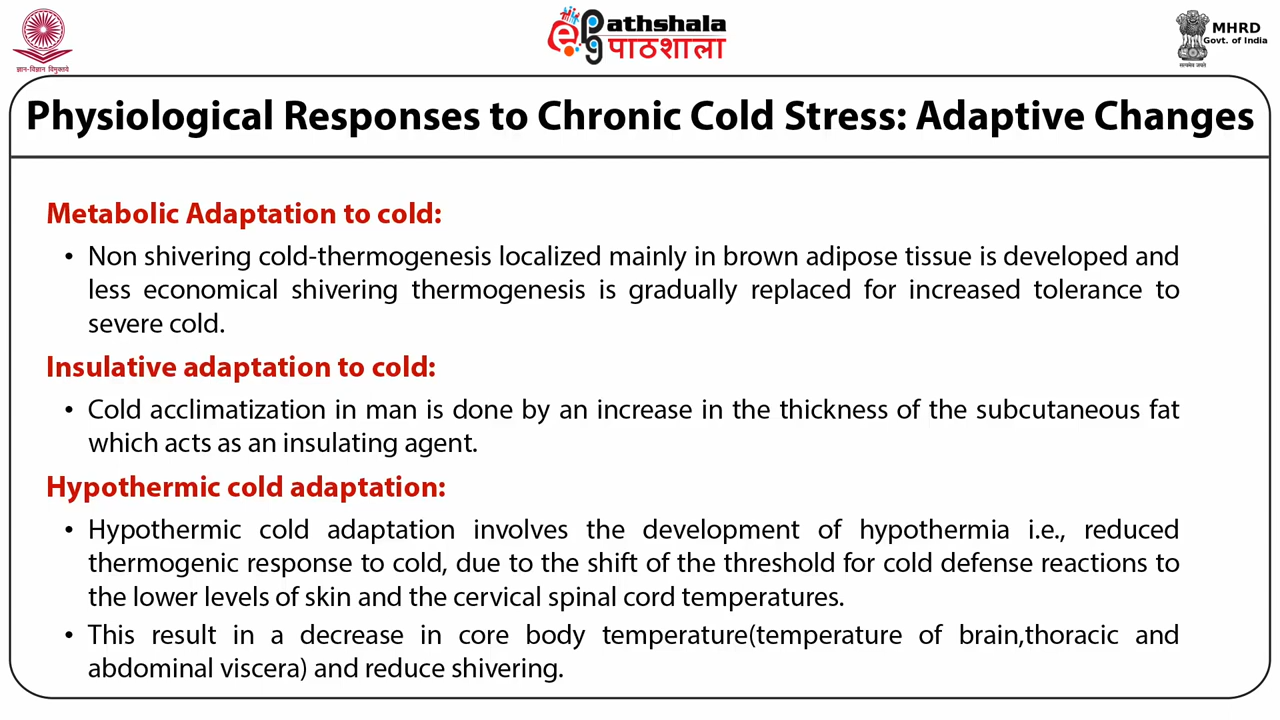 ज्ञान-विज्ञान विमुक्तये
ePathshala
पाठशाला
सत्यमेव जयते
MHRD
Govt. of India
Physiological Responses to Chronic Cold Stress: Adaptive Changes
Metabolic Adaptation to cold:
• Non shivering cold-thermogenesis localized mainly in brown adipose tissue is developed and
less economical shivering thermogenesis is gradually replaced for increased tolerance to
severe cold.
Insulative adaptation to cold:
• Cold acclimatization in man is done by an increase in the thickness of the subcutaneous fat
which acts as an insulating agent.
Hypothermic cold adaptation:
• Hypothermic cold adaptation involves the development of hypothermia i.e., reduced
thermogenic response to cold, due to the shift of the threshold for cold defense reactions to
the lower levels of skin and the cervical spinal cord temperatures.
• This result in a decrease in core body temperature(temperature of brain,thoracic and
abdominal viscera) and reduce shivering.